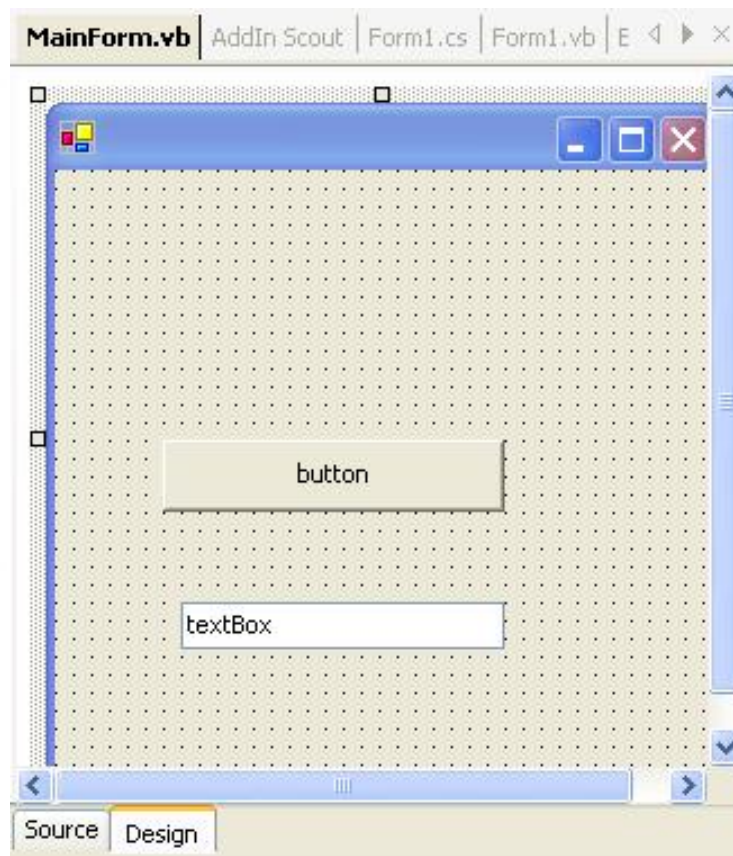 MainForm.vb AddIn Scout Form1.cs Form1.vb E
button
textBox
Source Design